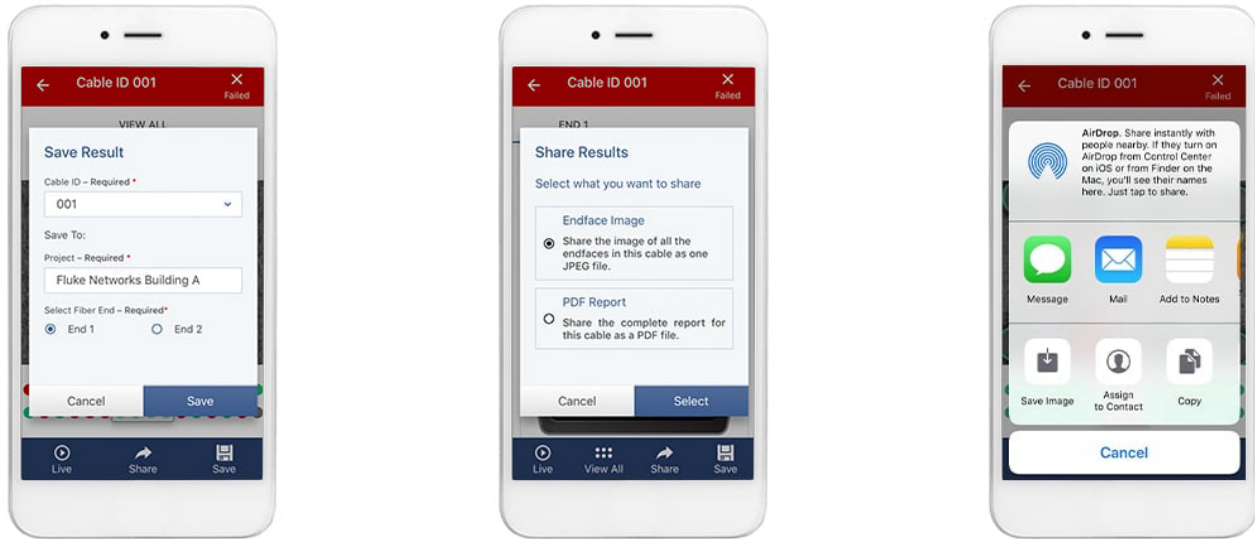 Cable ID 001
Failed
VIEW ALL
Save Result
Cable ID – Required *
001
Save To:
Project – Required *
Fluke Networks Building A
Select Fiber End – Required*
End 1 End 2
Cancel Save
Live Share Save
Cable ID 001
Failed
END 1
Share Results
Select what you want to share
Endface Image
Share the image of all the
endfaces in this cable as one
JPEG file.
PDF Report
Share the complete report for
this cable as a PDF file.
Cancel Select
Live View All Share Save
Cable ID 001
Failed
AirDrop. Share instantly with
people nearby. If they turn on
AirDrop from Control Center
on iOS or from Finder on the
Mac, you'll see their names
here. Just tap to share.
Message Mail Add to Notes
Save Image Assign
to Contact Copy
Cancel